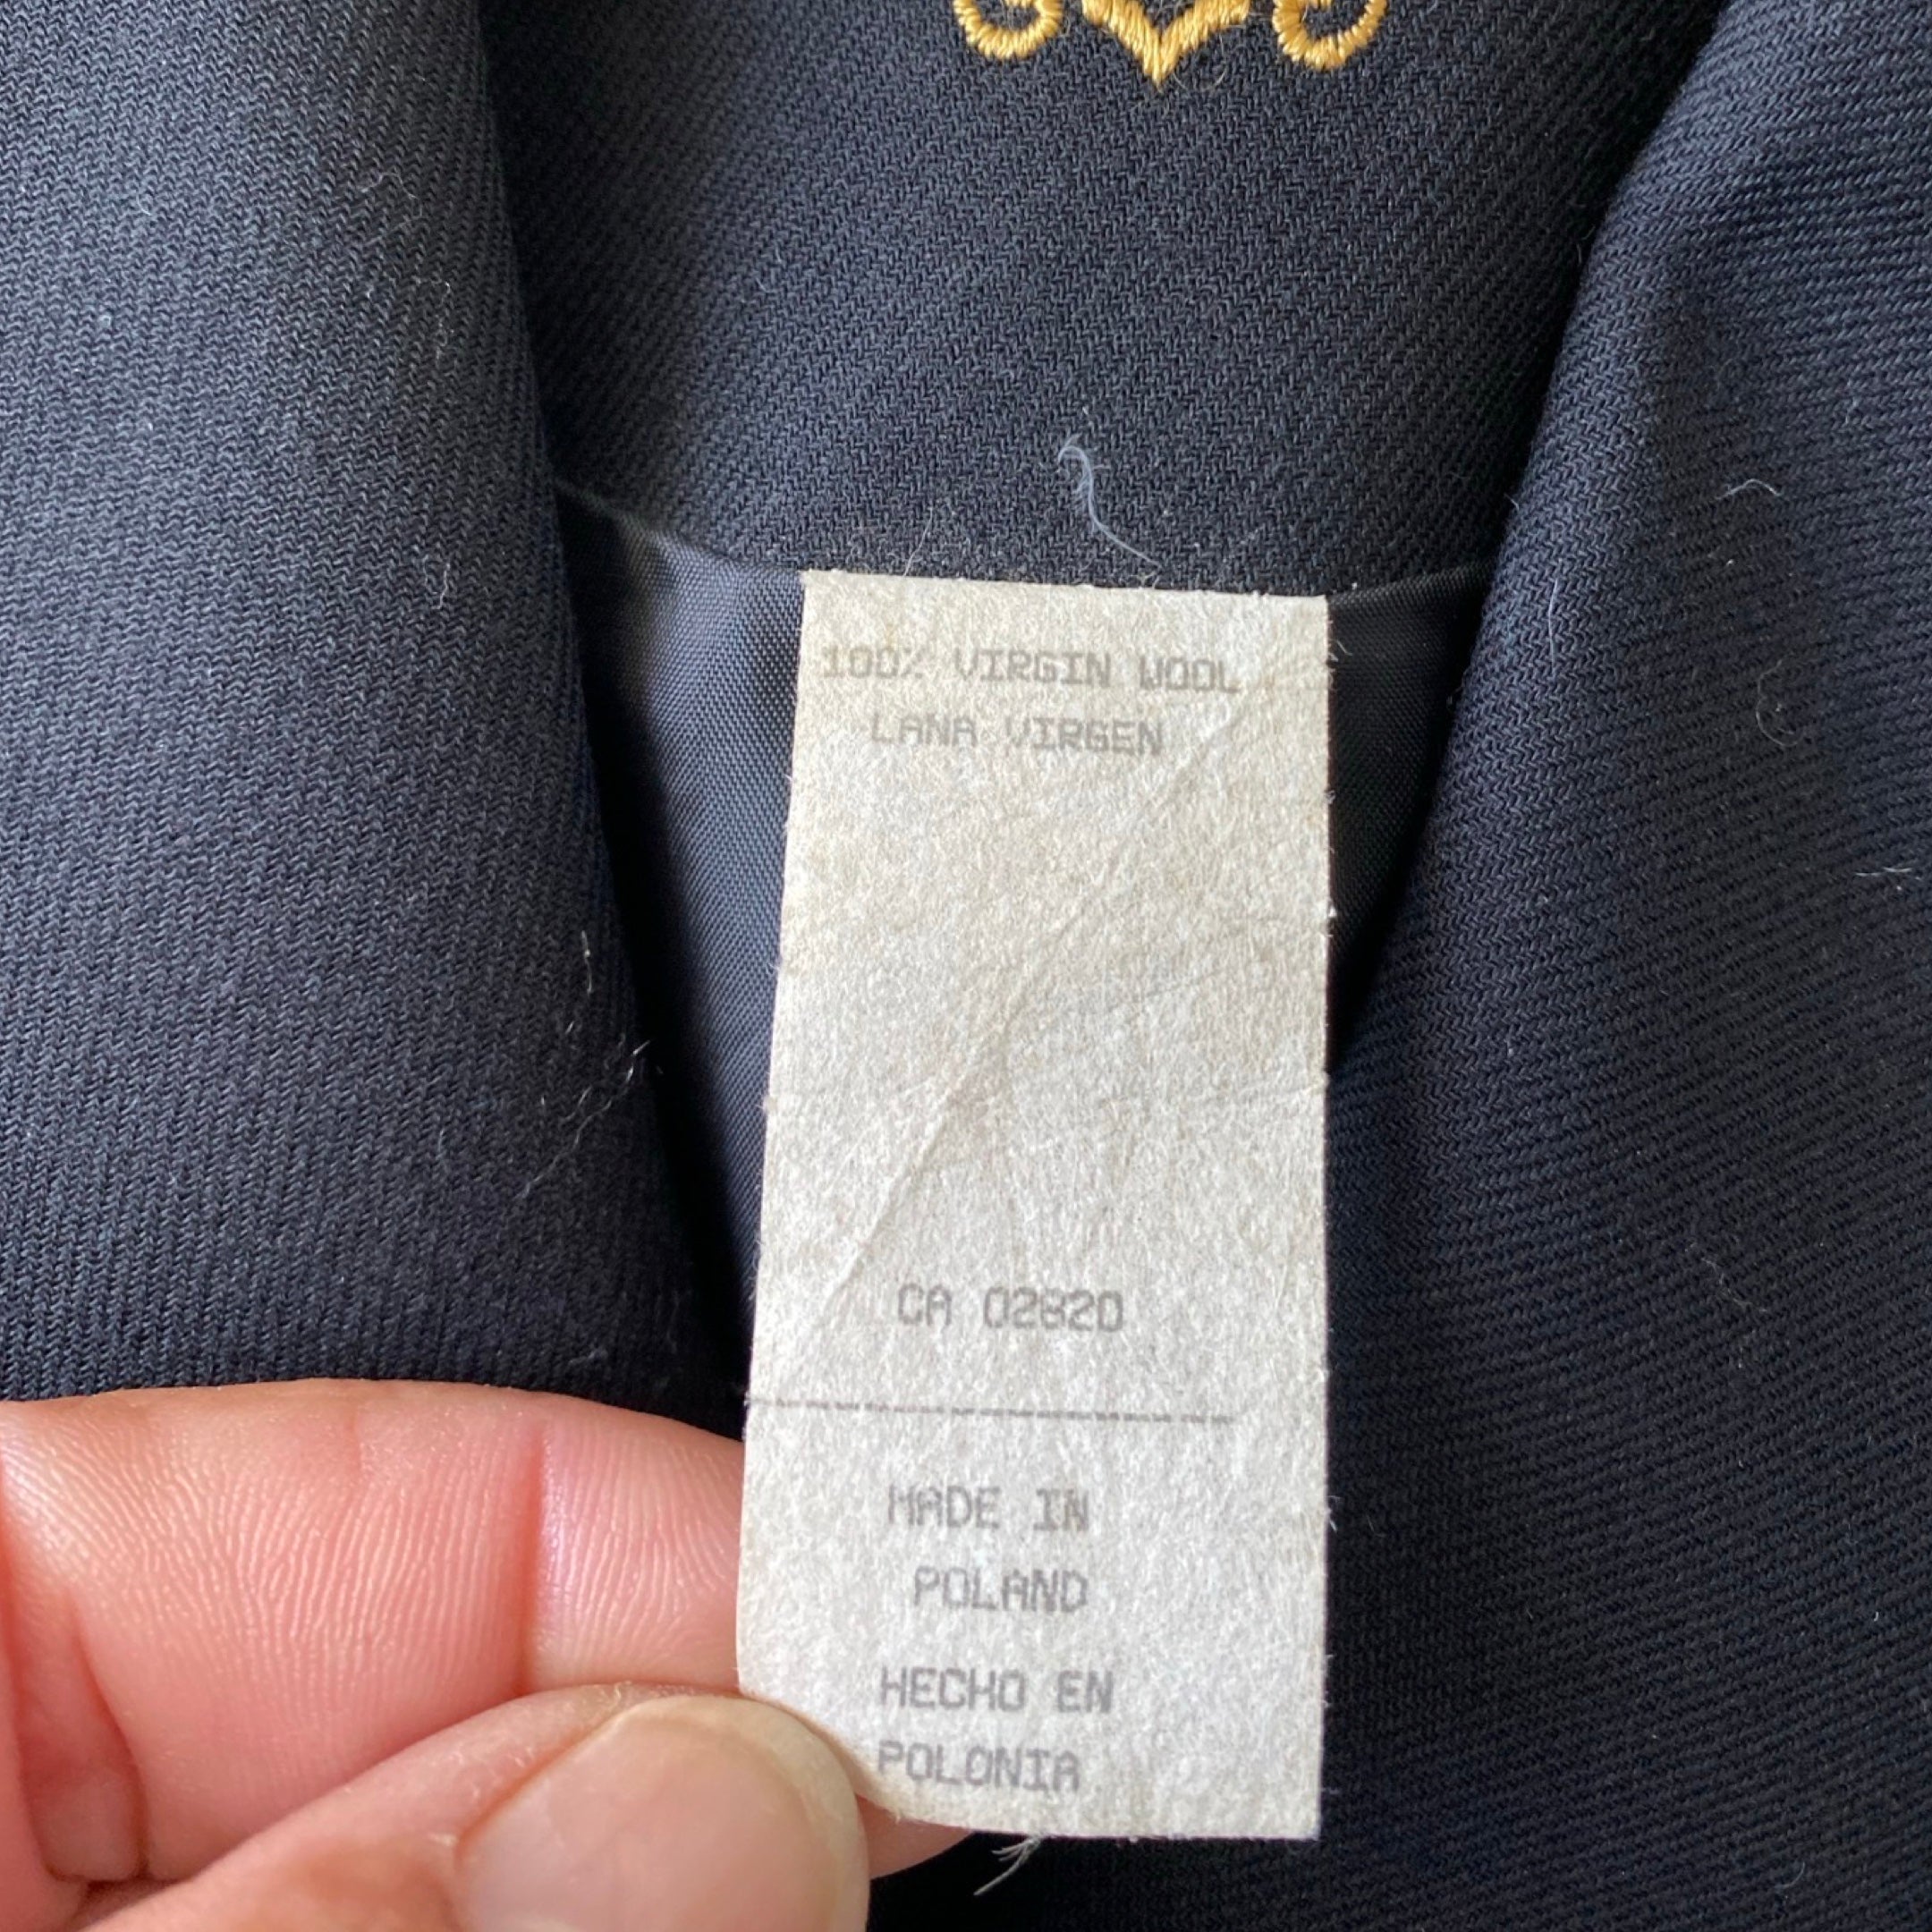 100% VIRGIN WOOL
LANA VIRGEN
CA 02820
MADE IN
POLAND
HECHO EN
POLONIA